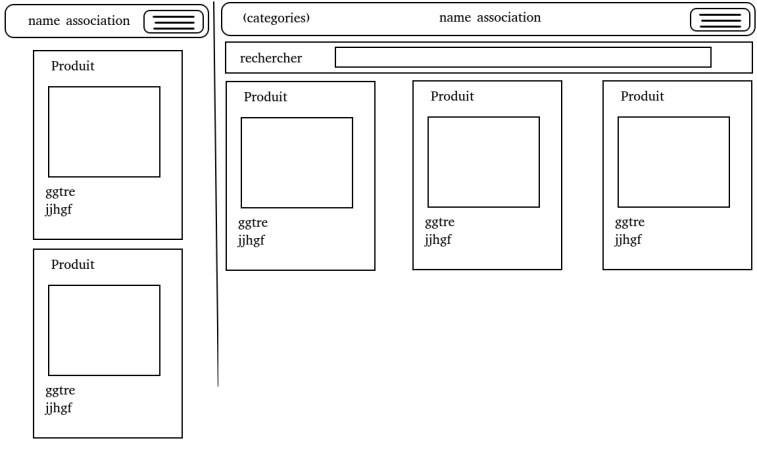 name association
Produit
ggtre
jjhgf
Produit
ggtre
jjhgf
(categories) name association
rechercher
Produit
ggtre
jjhgf
Produit
ggtre
jjhgf
Produit
ggtre
jjhgf